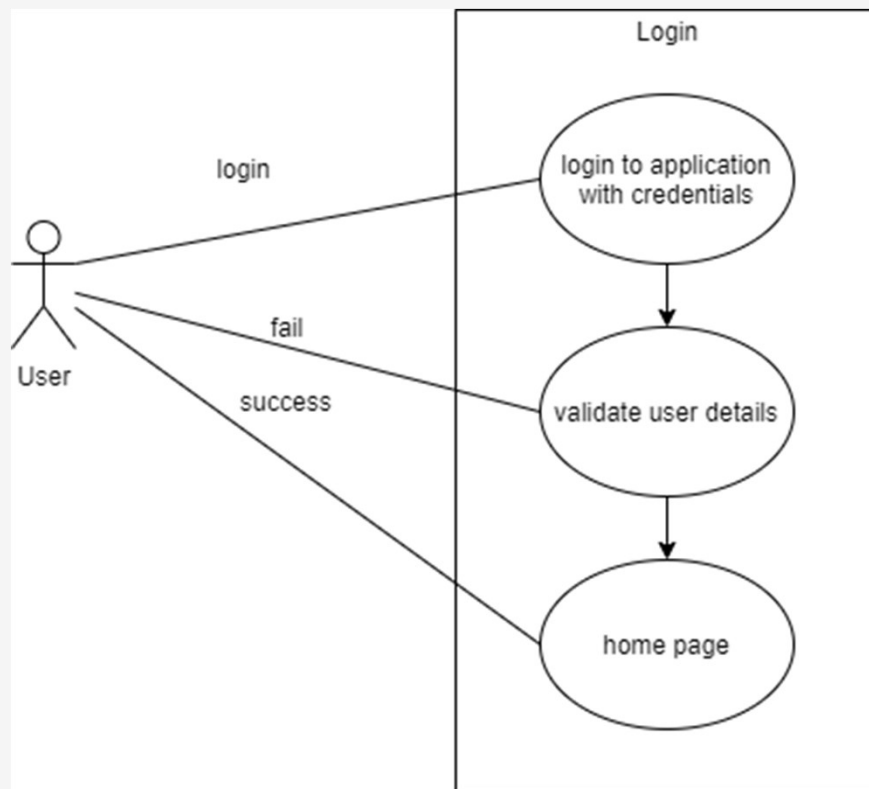 Login
login
login to application
with credentials
fail
User
success
validate user details
home page